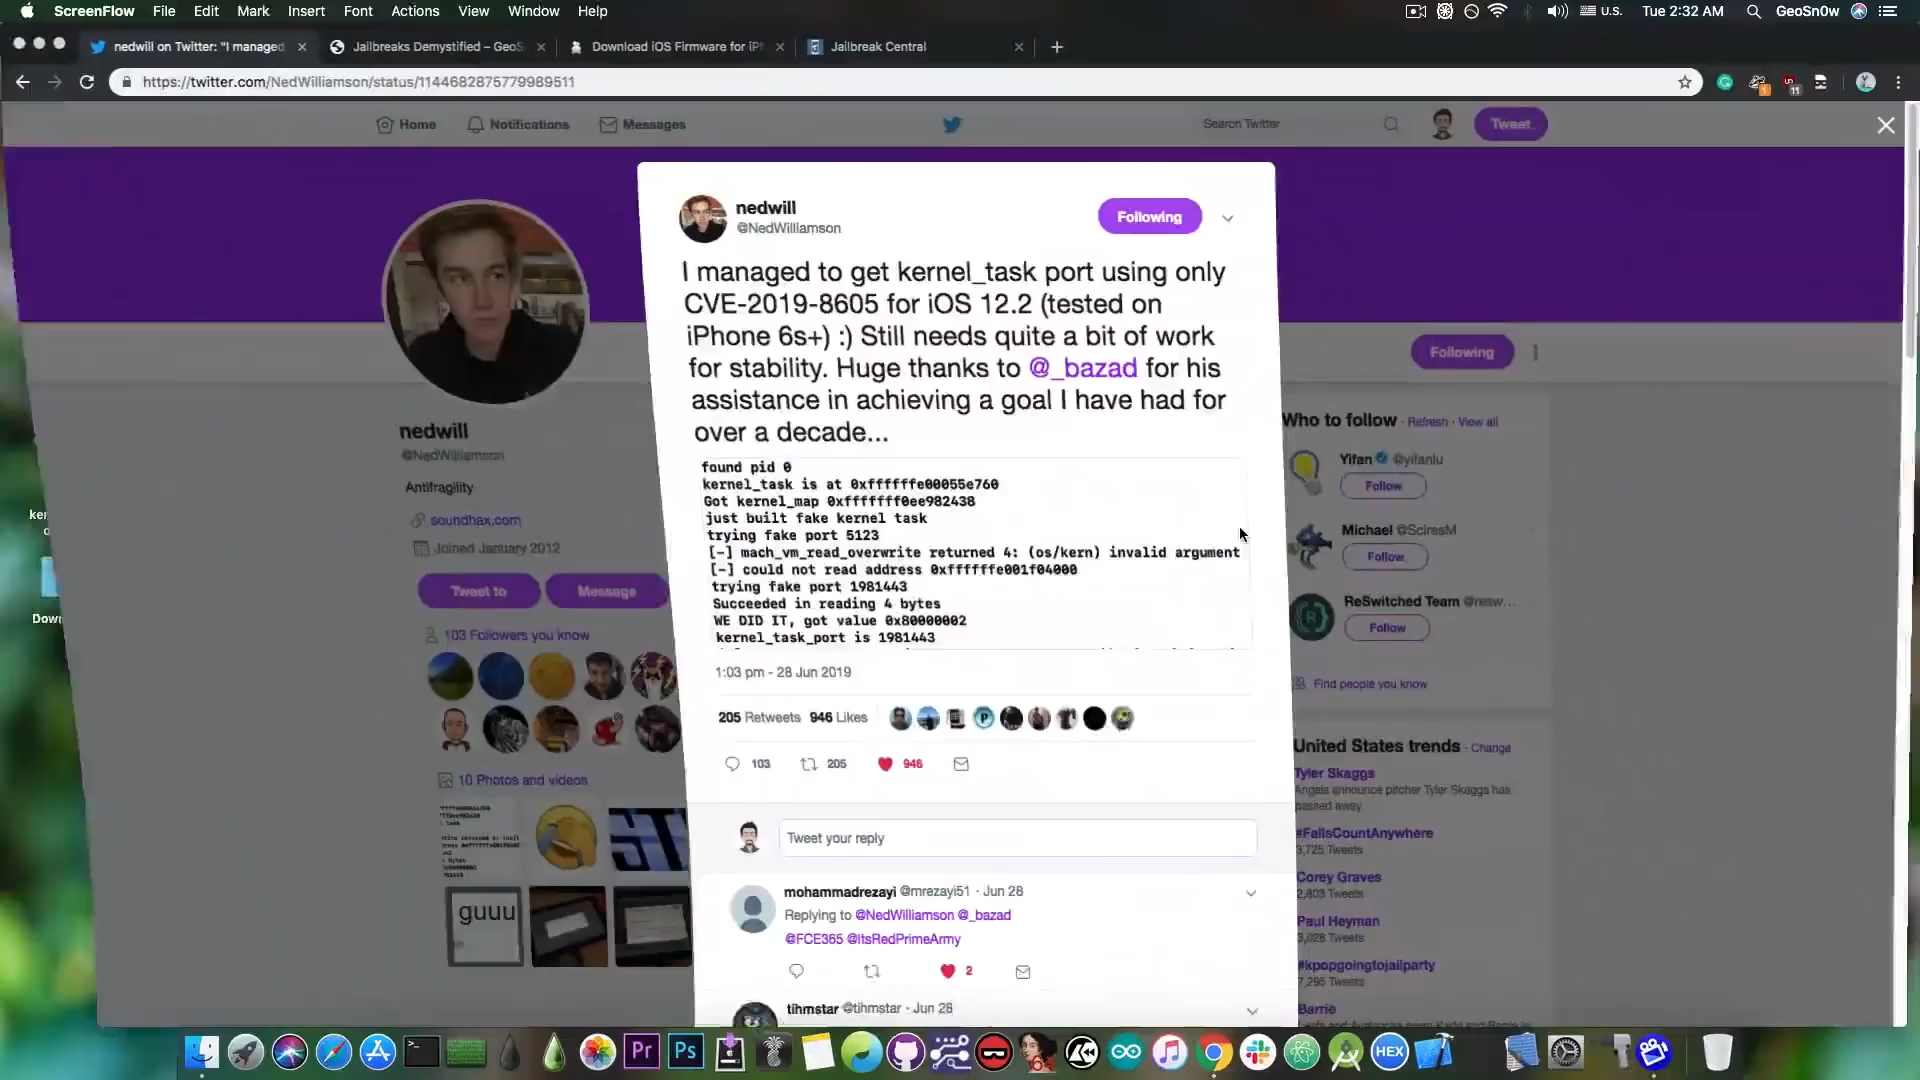 ScreenFlow File Edit Mark Insert Font Actions View Window Help U.S. Tue 2:32 AM GeoSn0w
nedwill on Twitter: "I managed Jailbreaks Demystified – GeoS Download iOS Firmware for iPh Jailbreak Central
https://twitter.com/NedWilliamson/status/1144682875779989511
Home Notifications Messages Search Twitter Tweet
nedwill
@NedWilliamson
Following
I managed to get kernel_task port using only
CVE-2019-8605 for iOS 12.2 (tested on
iPhone 6s+) :) Still needs quite a bit of work
for stability. Huge thanks to @_bazad for his
assistance in achieving a goal I have had for
over a decade...
found pid 0
kernel_task is at 0xffffffe00055e760
Got kernel_map 0xfffffff0ee982438
just built fake kernel task
trying fake port 5123
[-] mach_vm_read_overwrite returned 4: (os/kern) invalid argument
[-] could not read address 0xffffffe001f04000
trying fake port 1981443
Succeeded in reading 4 bytes
WE DID IT, got value 0x80000002
kernel_task_port is 1981443
1:03 pm - 28 Jun 2019
205 Retweets 946 Likes
103 205 946
Tweet your reply
mohammadrezayi @mrezayi51 · Jun 28
Replying to @NedWilliamson @_bazad
@FCE365 @ItsRedPrimeArmy
2
tihmstar @tihmstar · Jun 28
nedwill
@NedWilliamson
Antifragility
soundhax.com
Joined January 2012
Tweet to Message
103 Followers you know
10 Photos and videos
guuu
Following
Who to follow · Refresh · View all
Yifan @yifanlu
Follow
Michael @SciresM
Follow
ReSwitched Team @resw...
Follow
Find people you know
United States trends · Change
Tyler Skaggs
Angels announce pitcher Tyler Skaggs has
passed away
#FallsCountAnywhere
3,725 Tweets
Corey Graves
2,803 Tweets
Paul Heyman
3,028 Tweets
#kpopgoingtojailparty
7,295 Tweets
Barrie
Pr Ps HEX